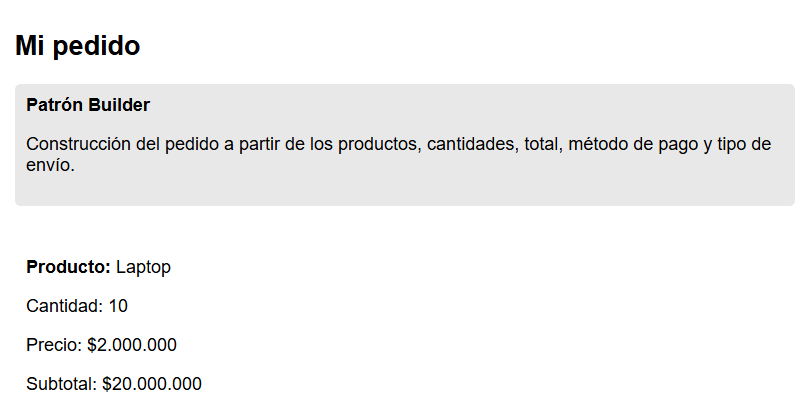 Mi pedido
Patrón Builder
Construcción del pedido a partir de los productos, cantidades, total, método de pago y tipo de
envío.
Producto: Laptop
Cantidad: 10
Precio: $2.000.000
Subtotal: $20.000.000